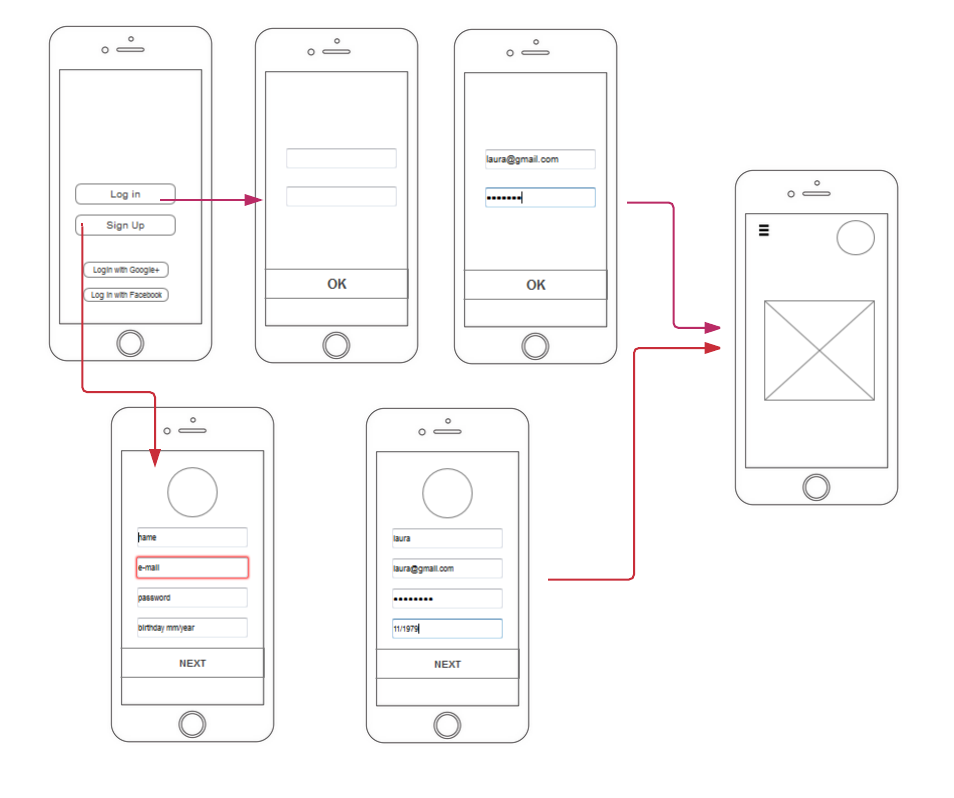 Log in
Sign Up
Login with Google+
Log in with Facebook
OK
laura@gmail.com
•••••••
OK
name
e-mail
password
birthday mm/year
NEXT
laura
laura@gmail.com
••••••••
11/1979
NEXT